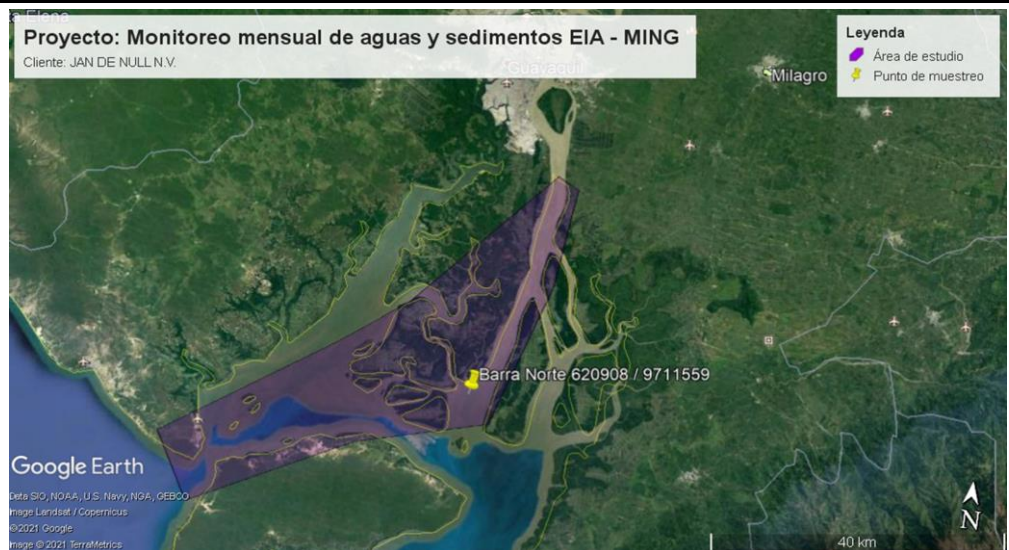 ta Elena
Proyecto: Monitoreo mensual de aguas y sedimentos EIA - MING
Cliente: JAN DE NULL N.V.
Leyenda
Área de estudio
Punto de muestreo
Guayaquil
Milagro
Barra Norte 620908 / 9711559
Google Earth
Data SIO, NOAA, U.S. Navy, NGA, GEBCO
Image Landsat / Copernicus
©2021 Google
Image © 2021 TerraMetrics
40 km
N